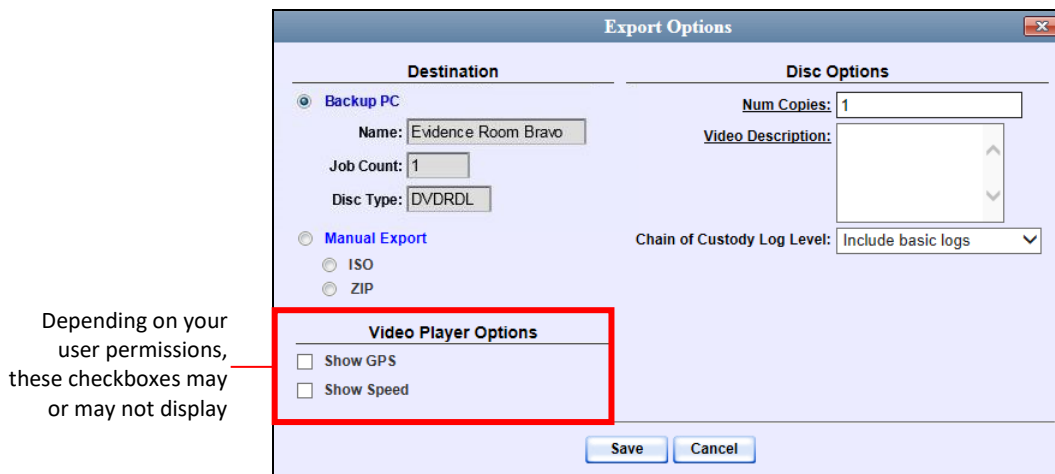 Export Options
Destination
Backup PC
Name: Evidence Room Bravo
Job Count: 1
Disc Type: DVDRDL
Manual Export
ISO
ZIP
Video Player Options
Show GPS
Show Speed
Disc Options
Num Copies: 1
Video Description:
Chain of Custody Log Level: Include basic logs
Save Cancel
Depending on your
user permissions,
these checkboxes may
or may not display